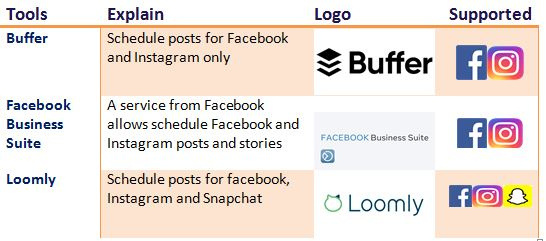 Tools Explain Logo Supported
Buffer
Schedule posts for Facebook
and Instagram only
Buffer
Facebook
Business
Suite
A service from Facebook
allows schedule Facebook and
Instagram posts and stories
FACEBOOK Business Suite
Loomly
Schedule posts for facebook,
Instagram and Snapchat
Loomly